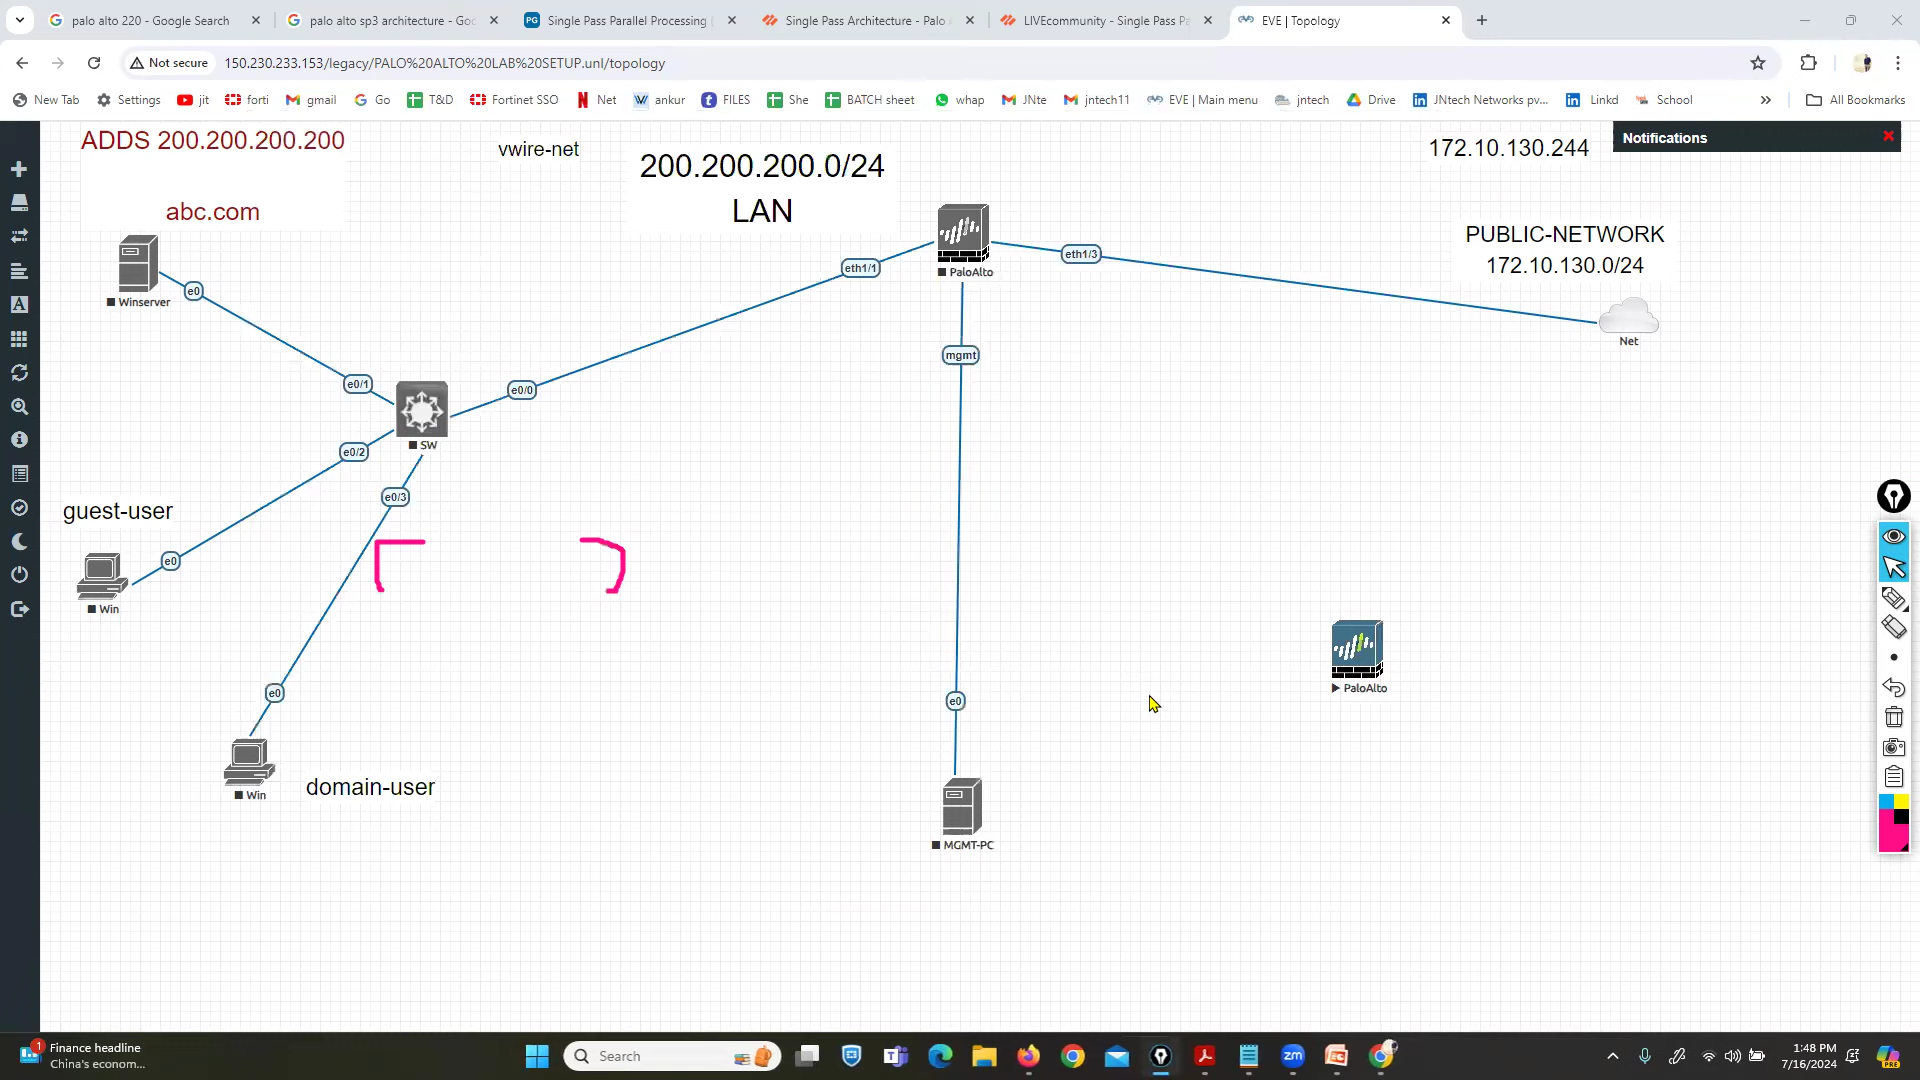 palo alto 220 - Google Search
palo alto sp3 architecture - Goo
Single Pass Parallel Processing (
Single Pass Architecture - Palo
LIVEcommunity - Single Pass Pa
EVE | Topology
Not secure
150.230.233.153/legacy/PALO%20ALTO%20LAB%20SETUP.unl/topology
New Tab
Settings
jit
forti
gmail
Go
T&D
Fortinet SSO
Net
ankur
FILES
She
BATCH sheet
whap
JNte
jntech11
EVE | Main menu
jntech
Drive
JNtech Networks pv...
Linkd
School
All Bookmarks
ADDS 200.200.200.200
abc.com
vwire-net
200.200.200.0/24
LAN
172.10.130.244
Notifications
PUBLIC-NETWORK
172.10.130.0/24
Winserver
e0
PaloAlto
eth1/1
eth1/3
Net
mgmt
e0/1
e0/0
SW
e0/2
e0/3
guest-user
e0
Win
e0
Win
domain-user
e0
MGMT-PC
PaloAlto
1
Finance headline
China's econom...
Search
zm
1:48 PM
7/16/2024
PRE